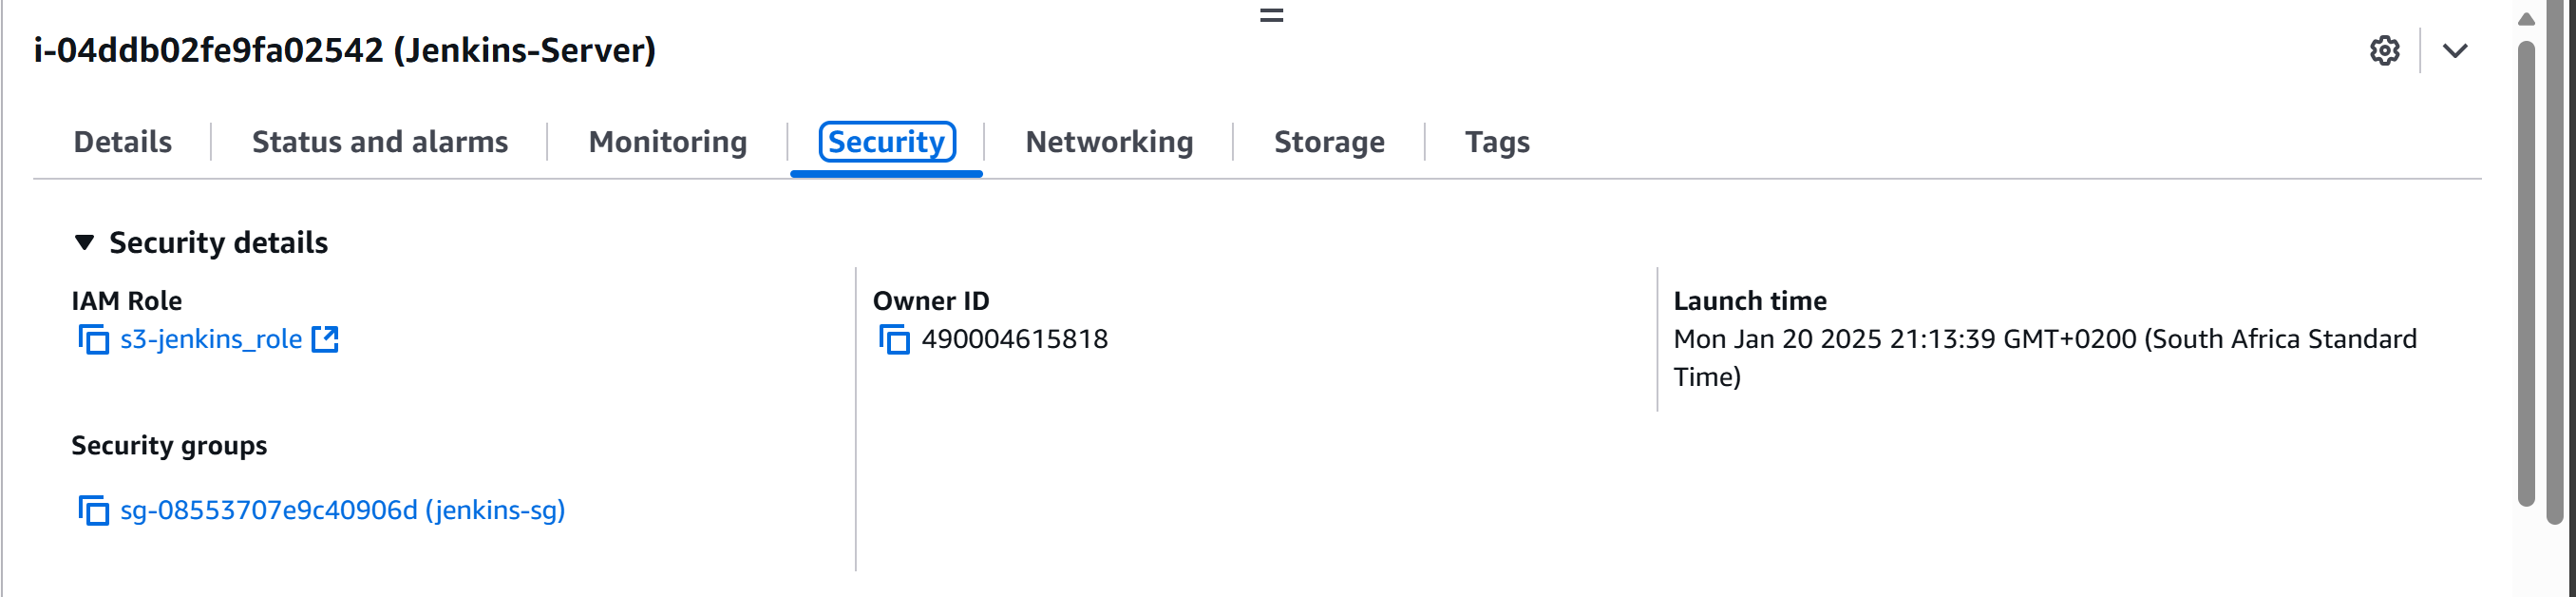 i-04ddb02fe9fa02542 (Jenkins-Server)
Details
Status and alarms
Monitoring
Security
Networking
Storage
Tags
Security details
IAM Role
s3-jenkins_role
Security groups
sg-08553707e9c40906d (jenkins-sg)
Owner ID
490004615818
Launch time
Mon Jan 20 2025 21:13:39 GMT+0200 (South Africa Standard
Time)